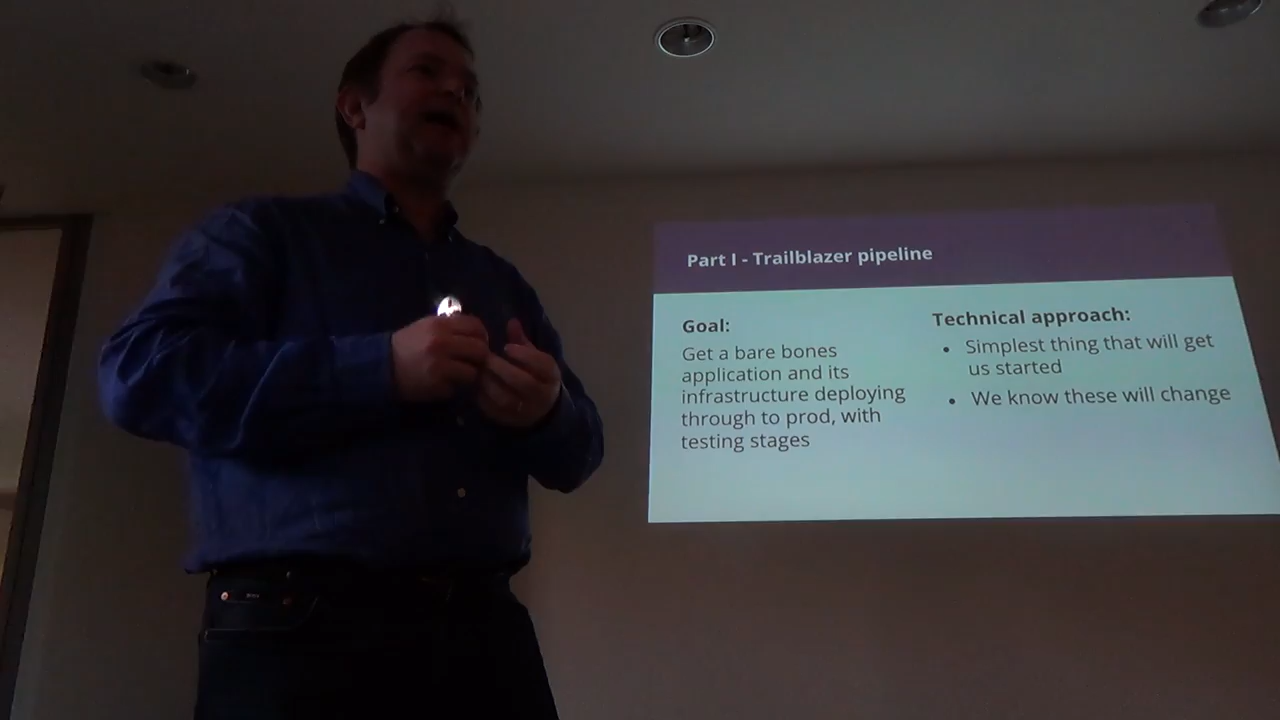 Part I - Trailblazer pipeline
Goal:
Get a bare bones
application and its
infrastructure deploying
through to prod, with
testing stages
Technical approach:
• Simplest thing that will get
us started
• We know these will change